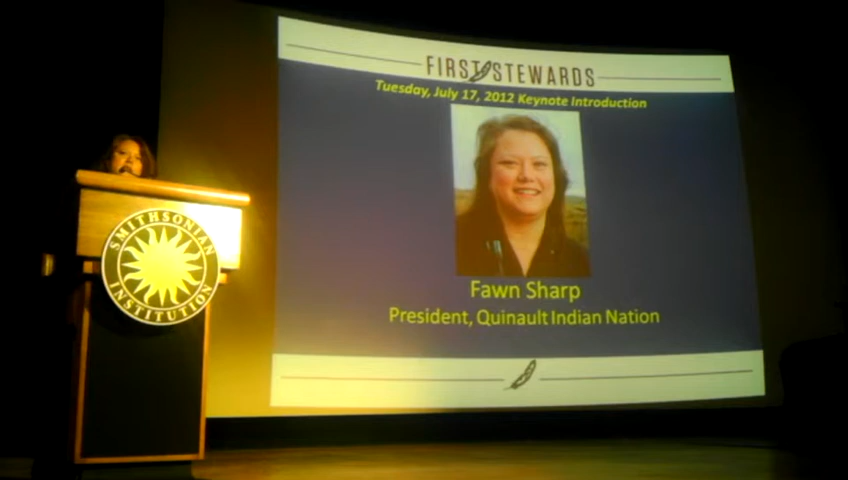 FIRST STEWARDS
Tuesday, July 17, 2012 Keynote Introduction
Fawn Sharp
President, Quinault Indian Nation
SMITHSONIAN
INSTITUTION